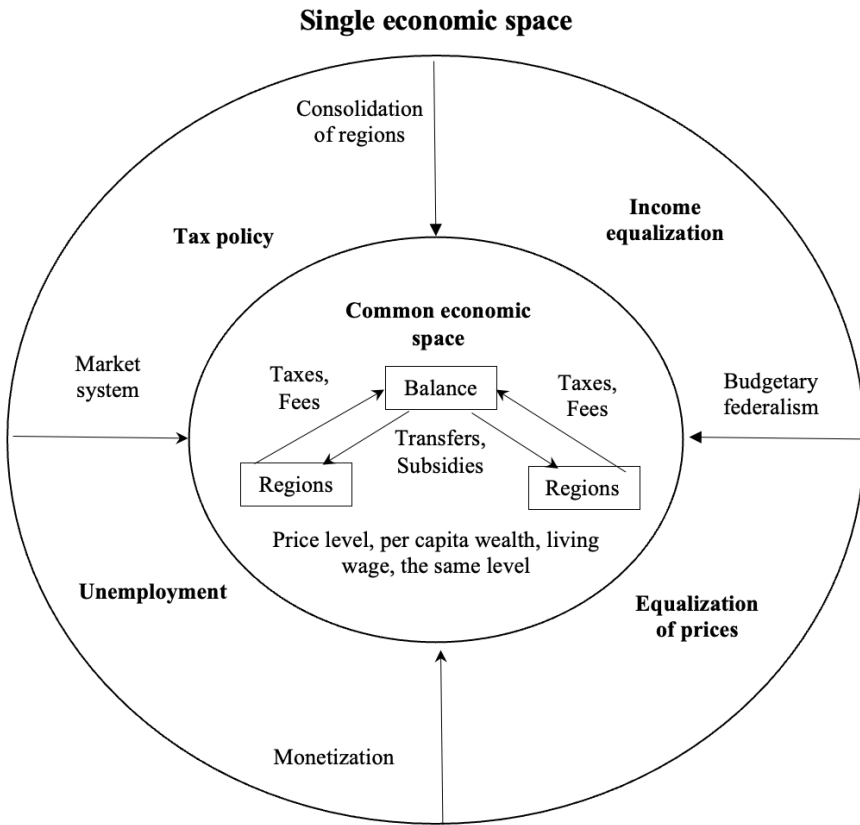 Single economic space
Consolidation
of regions
Tax policy
Income
equalization
Common economic
space
Market
system
Taxes,
Fees
Balance
Taxes,
Fees
Budgetary
federalism
Transfers,
Subsidies
Regions
Regions
Price level, per capita wealth, living
wage, the same level
Unemployment
Equalization
of prices
Monetization